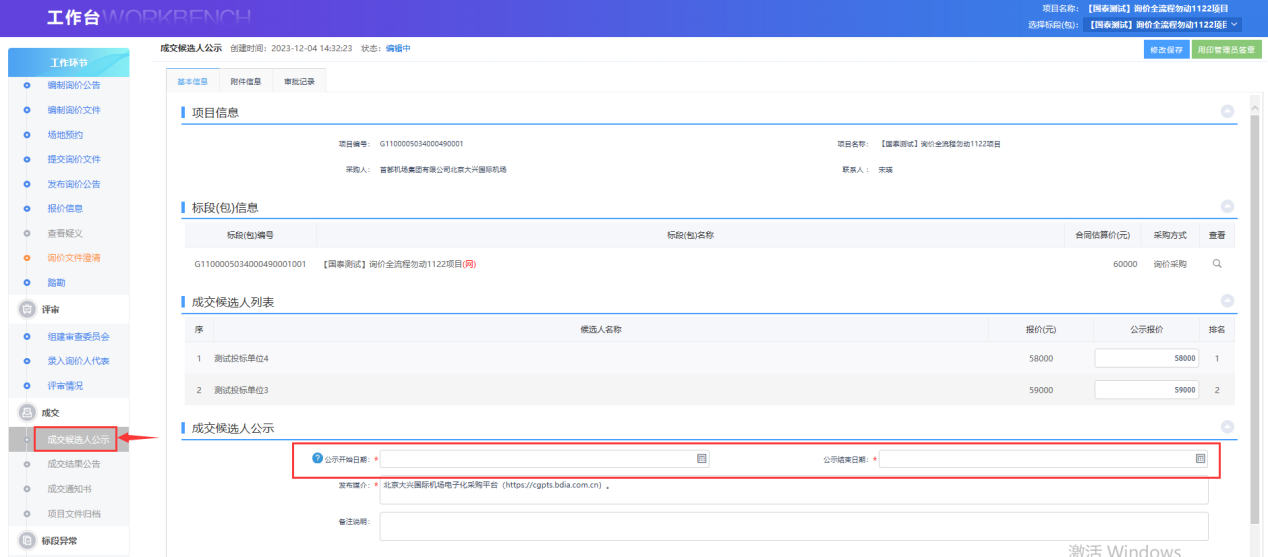 工作台WORKBENCH
项目名称: 【国泰测试】询价全流程勿动1122项目
选择标段(包): 【国泰测试】询价全流程勿动1122项E
工作环节
编制询价公告
编制询价文件
场地预约
提交询价文件
发布询价公告
报价信息
查看疑义
询价文件澄清
踏勘
评审
组建审查委员会
录入询价人代表
评审情况
成交
成交候选人公示
成交结果公告
成交通知书
项目文件归档
标段异常
成交候选人公示 创建时间: 2023-12-04 14:32:23 状态: 编辑中
修改保存 用印管理员签章
基本信息 附件信息 审批记录
项目信息
项目编号: G1100005034000490001 项目名称: 【国泰测试】询价全流程勿动1122项目
采购人: 首都机场集团有限公司北京大兴国际机场 联系人: 宋瑛
标段(包)信息
标段(包)编号 标段(包)名称 合同估算价(元) 采购方式 查看
G1100005034000490001001 【国泰测试】询价全流程勿动1122项目(网) 60000 询价采购
成交候选人列表
序 候选人名称 报价(元) 公示报价 排名
1 测试投标单位4 58000 58000 1
2 测试投标单位3 59000 59000 2
成交候选人公示
? 公示开始日期: * 公示结束日期: *
发布媒介: * 北京大兴国际机场电子化采购平台 (https://cgpts.bdia.com.cn) 。
备注说明:
激活 Windows